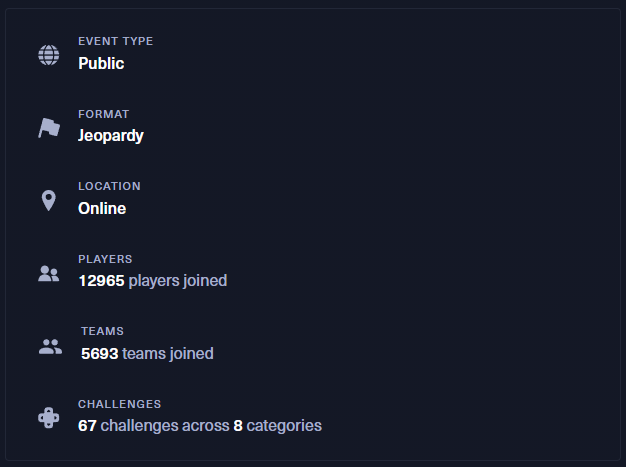 EVENT TYPE
Public
FORMAT
Jeopardy
LOCATION
Online
PLAYERS
12965 players joined
TEAMS
5693 teams joined
CHALLENGES
67 challenges across 8 categories